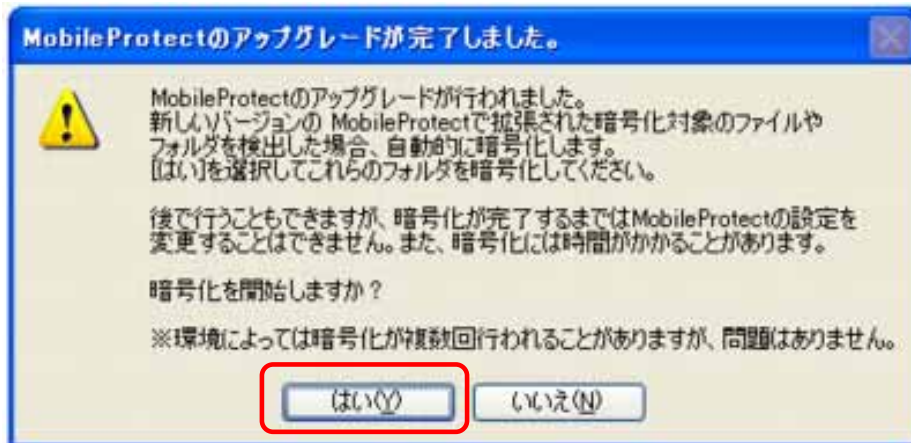 MobileProtectのアップグレードが完了しました。
MobileProtectのアップグレードが行われました。
新しいバージョンの MobileProtectで拡張された暗号化対象のファイルや
フォルダを検出した場合、自動的に暗号化します。
[はい]を選択してこれらのフォルダを暗号化してください。
後で行うこともできますが、暗号化が完了するまではMobileProtectの設定を
変更することはできません。また、暗号化には時間がかかることがあります。
暗号化を開始しますか？
※環境によっては暗号化が複数回行われることがありますが、問題はありません。
はい(Y) いいえ(N)